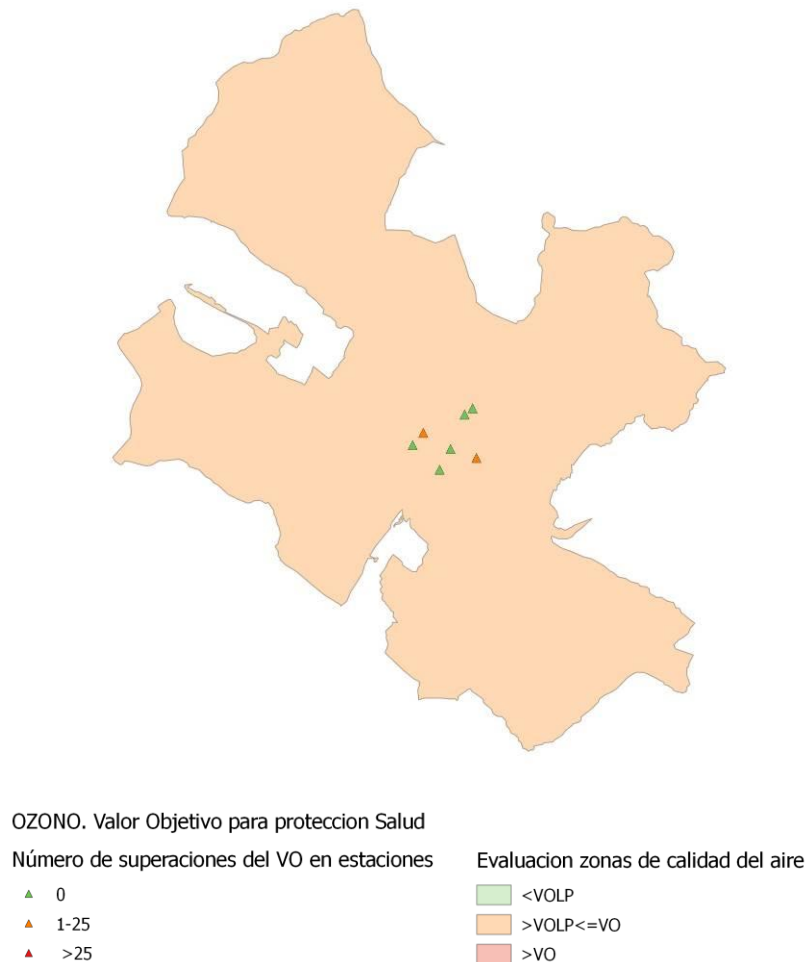 OZONO. Valor Objetivo para proteccion Salud
Número de superaciones del VO en estaciones
0
1-25
>25
Evaluacion zonas de calidad del aire
<VOLP
>VOLP<=VO
>VO